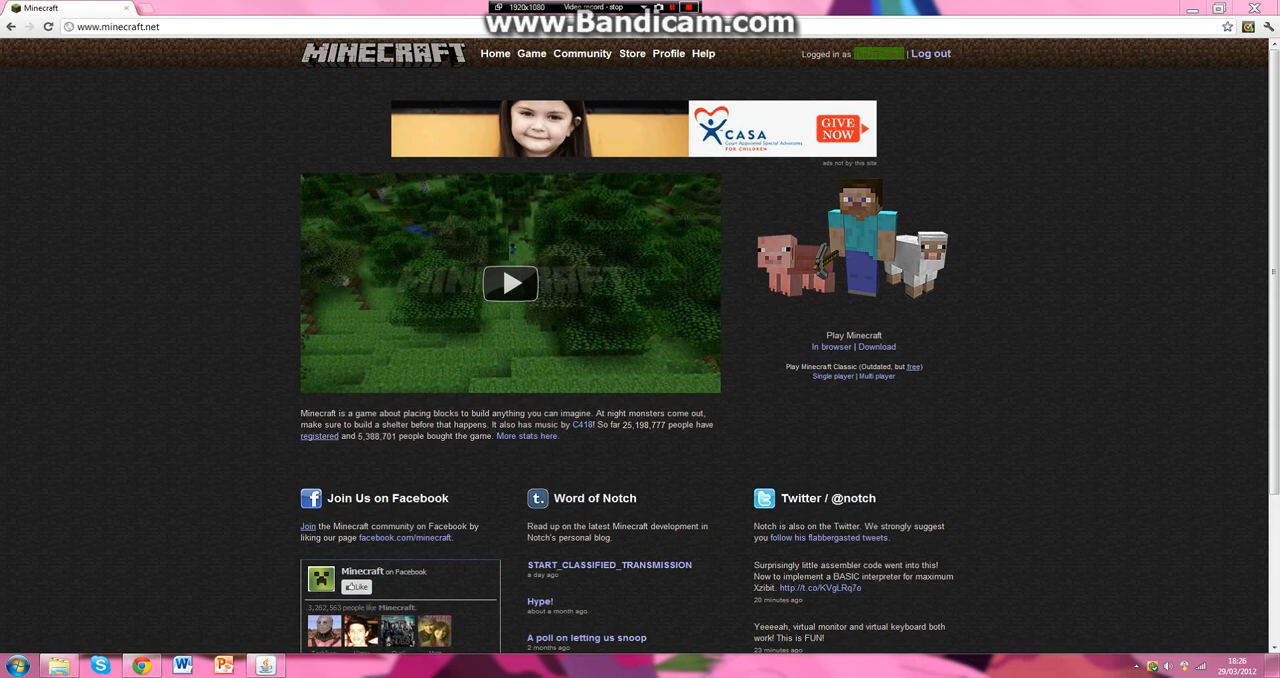 Minecraft
1920x1080 Video record - stop
www.Bandicam.com
www.minecraft.net
MINECRAFT Home Game Community Store Profile Help Logged in as | Log out
CASA
Court Appointed Special Advocates
FOR CHILDREN
GIVE
NOW
ads not by this site
MINECRAFT
Play Minecraft
In browser | Download
Play Minecraft Classic (Outdated, but free)
Single player | Multi player
Minecraft is a game about placing blocks to build anything you can imagine. At night monsters come out,
make sure to build a shelter before that happens. It also has music by C418! So far 25,198,777 people have
registered and 5,388,701 people bought the game. More stats here.
f Join Us on Facebook
Join the Minecraft community on Facebook by
liking our page facebook.com/minecraft.
Minecraft on Facebook
Like
3,262,563 people like Minecraft.
t. Word of Notch
Read up on the latest Minecraft development in
Notch's personal blog.
START_CLASSIFIED_TRANSMISSION
a day ago
Hype!
about a month ago
A poll on letting us snoop
2 months ago
Twitter / @notch
Notch is also on the Twitter. We strongly suggest
you follow his flabbergasted tweets.
Surprisingly little assembler code went into this!
Now to implement a BASIC interpreter for maximum
Xzibit. http://t.co/KVgLRq7o
20 minutes ago
Yeeeeah, virtual monitor and virtual keyboard both
work! This is FUN!
23 minutes ago
18:26
29/03/2012